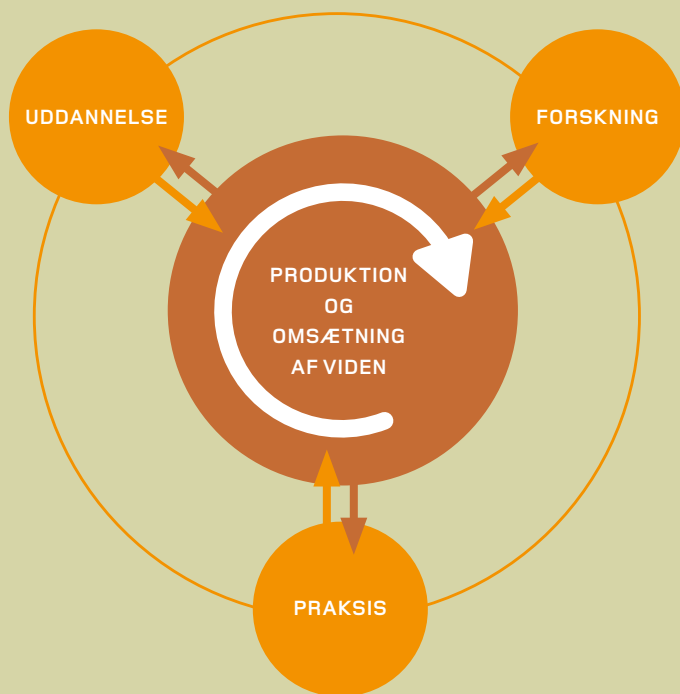 UDDANNELSE
FORSKNING
PRODUKTION
OG
OMSÆTNING
AF VIDEN
PRAKSIS